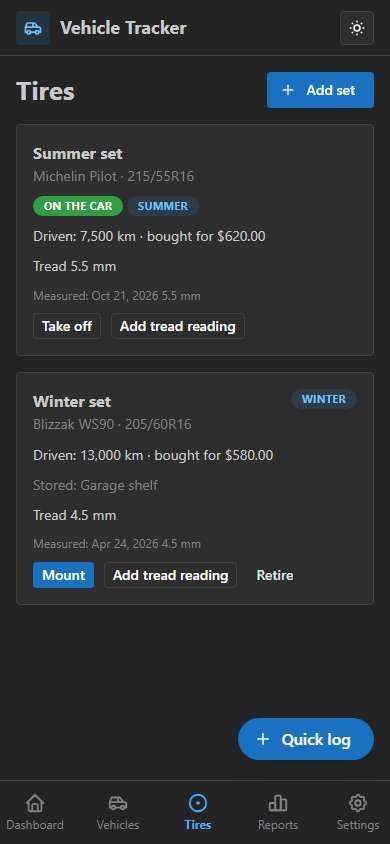 Vehicle Tracker
Tires
+ Add set
Summer set
Michelin Pilot · 215/55R16
ON THE CAR SUMMER
Driven: 7,500 km · bought for $620.00
Tread 5.5 mm
Measured: Oct 21, 2026 5.5 mm
Take off Add tread reading
Winter set WINTER
Blizzak WS90 · 205/60R16
Driven: 13,000 km · bought for $580.00
Stored: Garage shelf
Tread 4.5 mm
Measured: Apr 24, 2026 4.5 mm
Mount Add tread reading Retire
+ Quick log
Dashboard Vehicles Tires Reports Settings